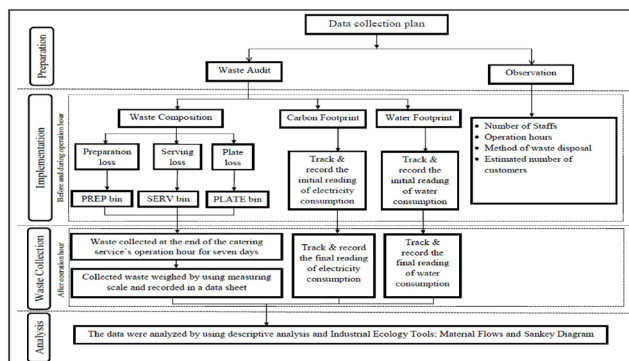 Data collection plan
Preparation
Waste Audit
Observation
Implementation
Before and during operation hour
Waste Composition
Carbon Footprint
Water Footprint
Preparation
loss
Serving
loss
Plate
loss
PREP bin
SERV bin
PLATE bin
Track &
record the
initial reading
of electricity
consumption
Track &
record the
initial reading
of water
consumption
• Number of Staffs
• Operation hours
• Method of waste disposal
• Estimated number of
customers
Waste Collection
After operation hour
Waste collected at the end of the catering
service's operation hour for seven days
Collected waste weighed by using measuring
scale and recorded in a data sheet
Track & record
the final reading
of electricity
consumption
Track & record
the final reading
of water
consumption
Analysis
The data were analyzed by using descriptive analysis and Industrial Ecology Tools; Material Flows and Sankey Diagram